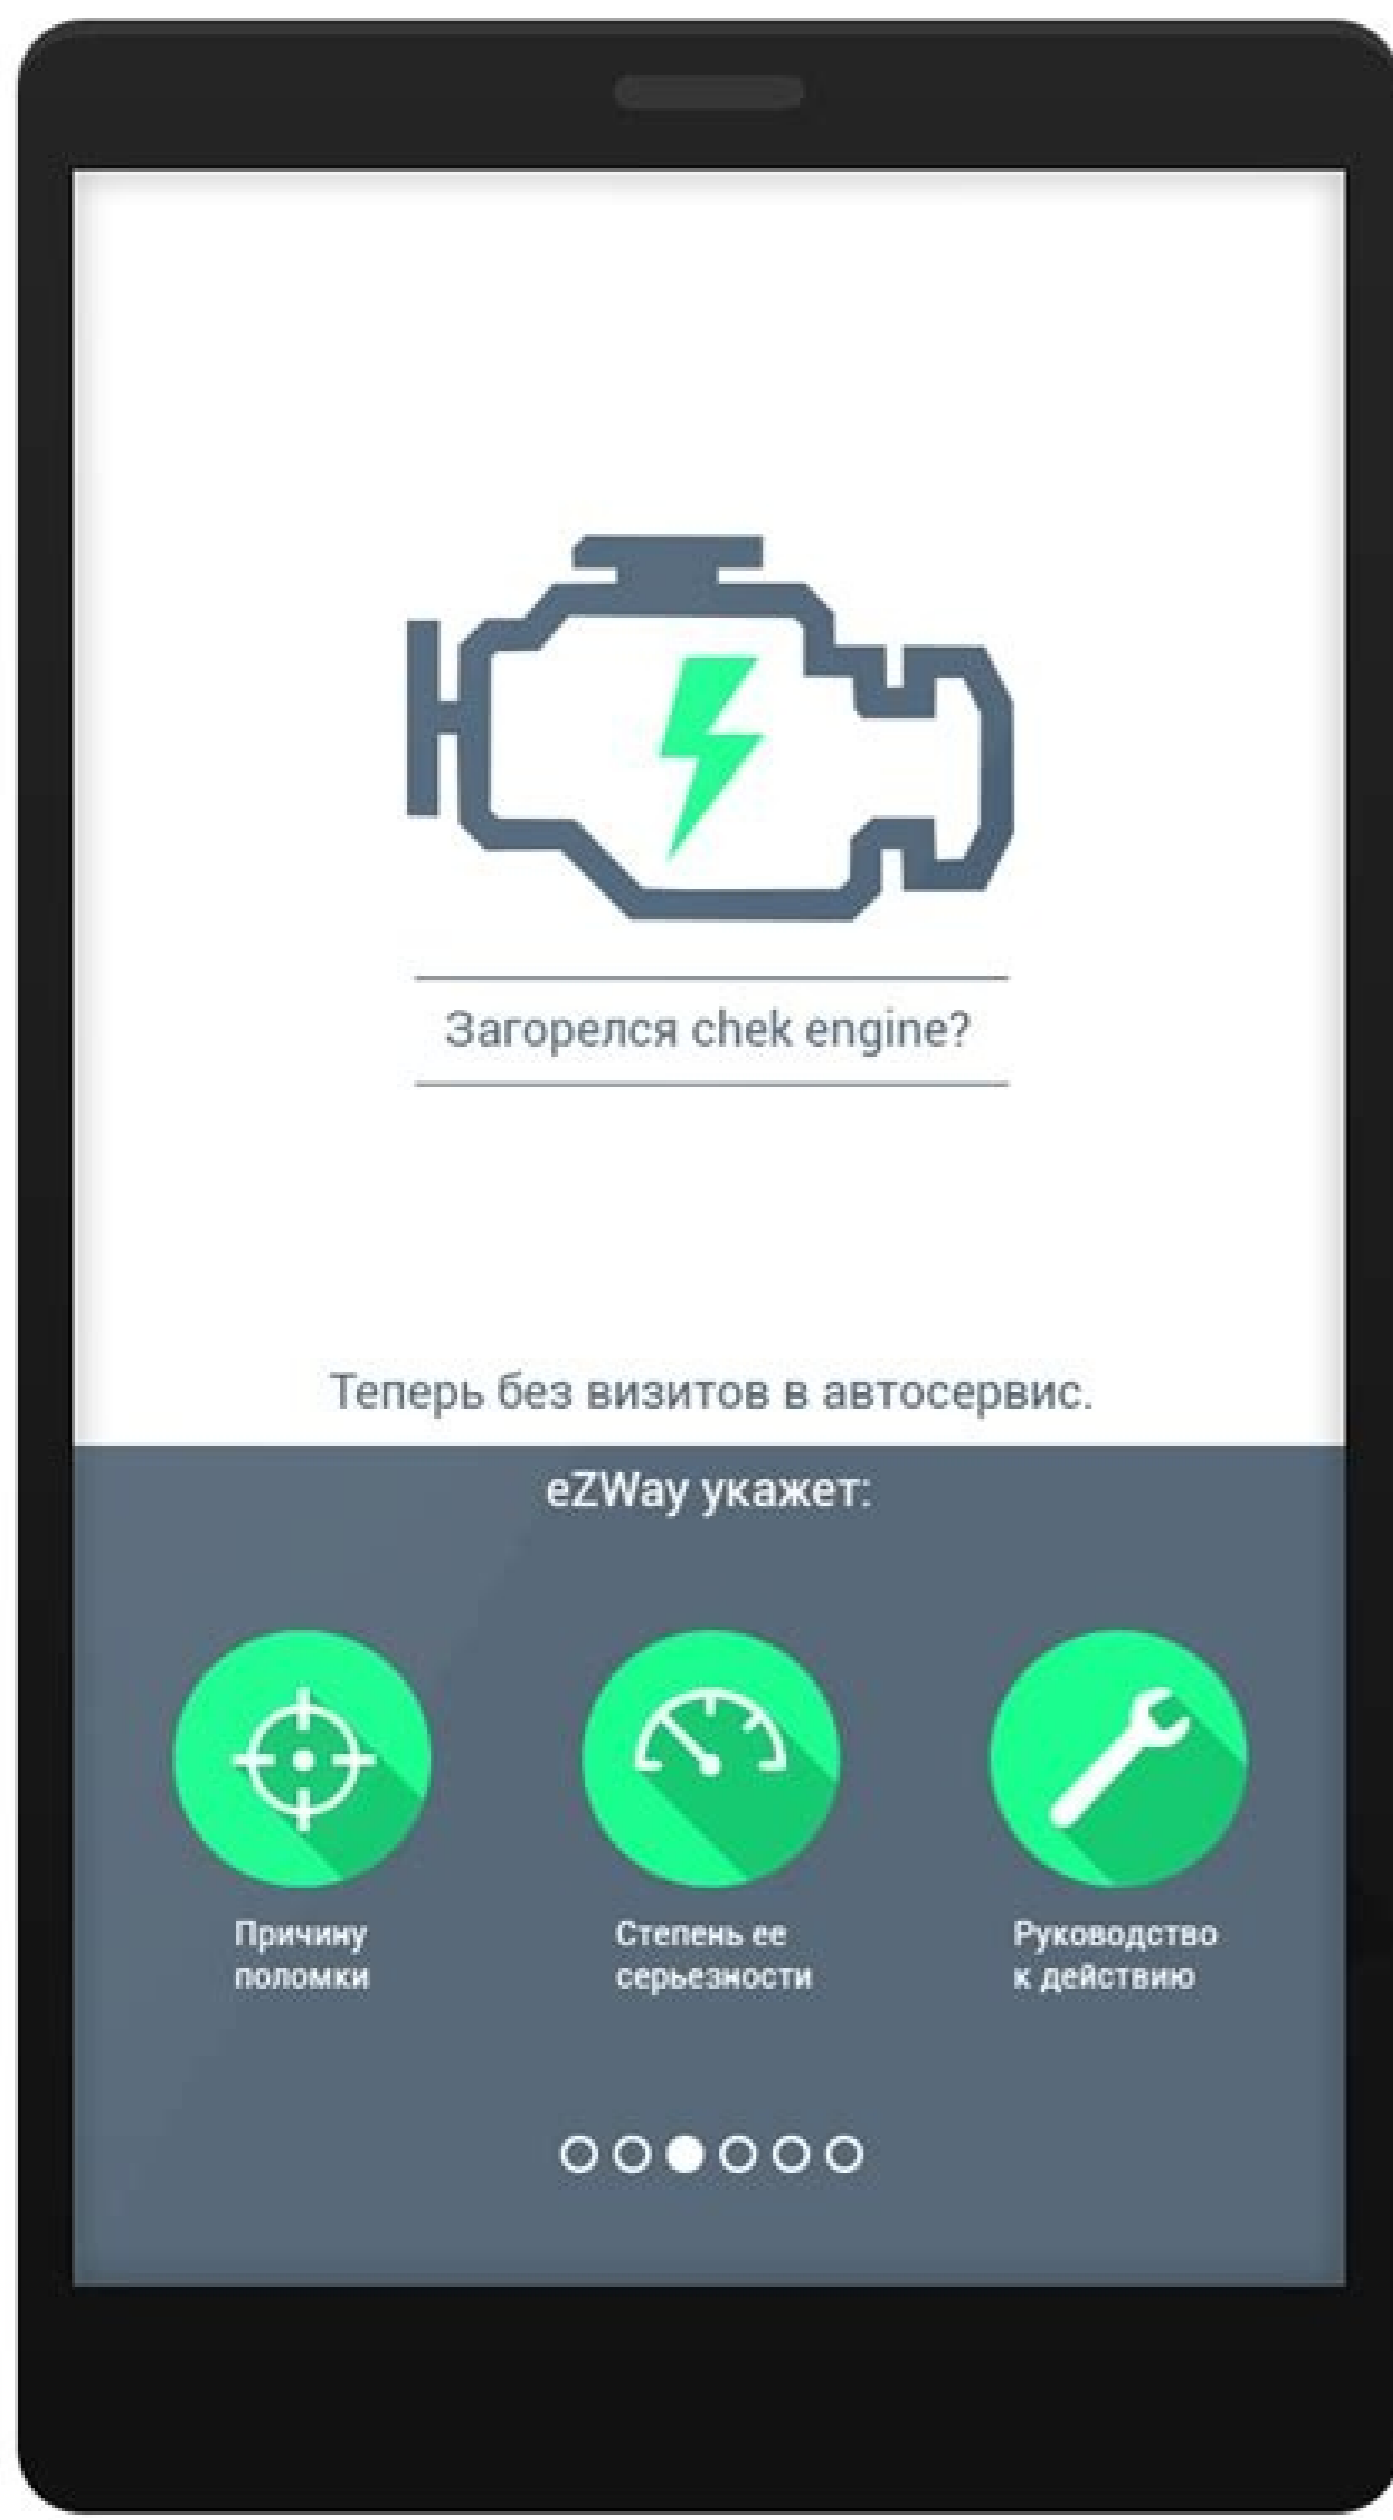 Загорелся chek engine?
Теперь без визитов в автосервис.
eZWay укажет:
Причину
поломки
Степень ее
серьезности
Руководство
к действию